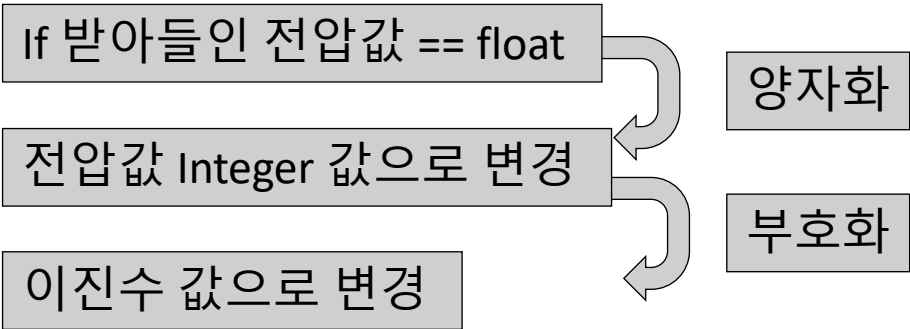 If 받아들인 전압값 == float
양자화
전압값 Integer 값으로 변경
부호화
이진수 값으로 변경